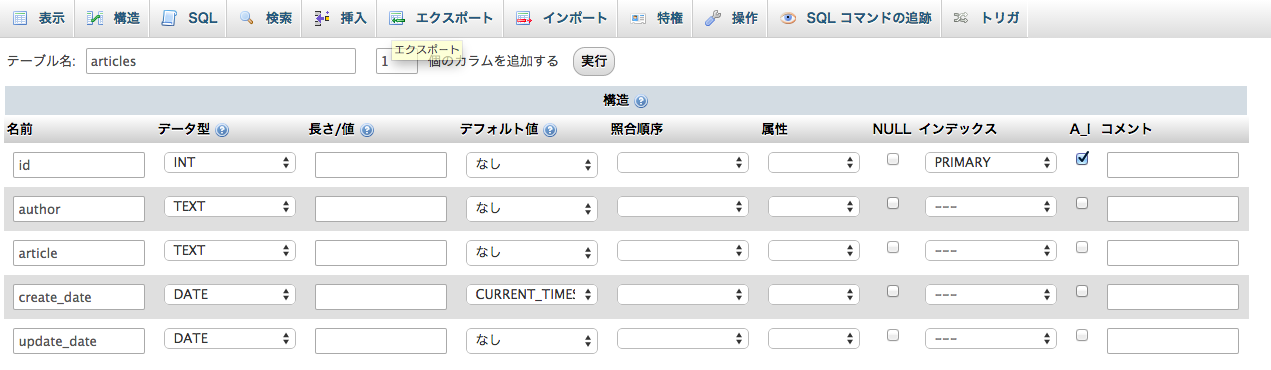 表示 構造 SQL 検索 挿入 エクスポート インポート 特権 操作 SQL コマンドの追跡 トリガ
エクスポート
テーブル名: articles 1 個のカラムを追加する 実行
構造
名前 データ型 長さ/値 デフォルト値 照合順序 属性 NULL インデックス A_I コメント
id INT なし PRIMARY
author TEXT なし ---
article TEXT なし ---
create_date DATE CURRENT_TIMES ---
update_date DATE なし ---